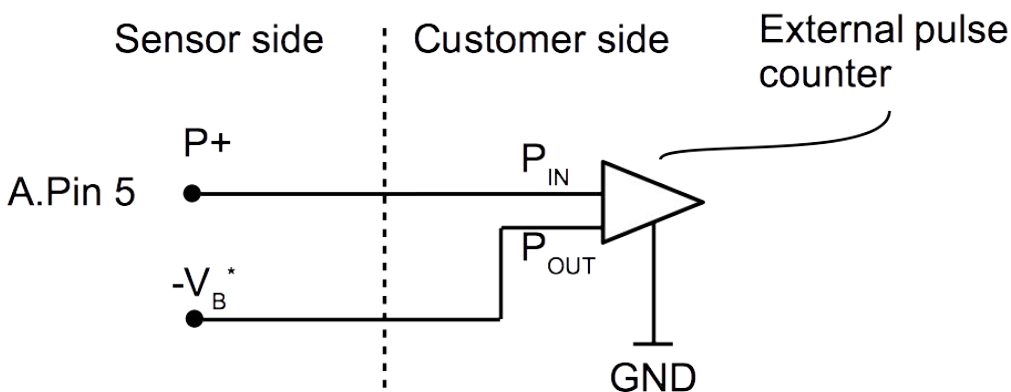 Sensor side
Customer side
External pulse
counter
P+
A.Pin 5
P_IN
P_OUT
-V_B*
GND